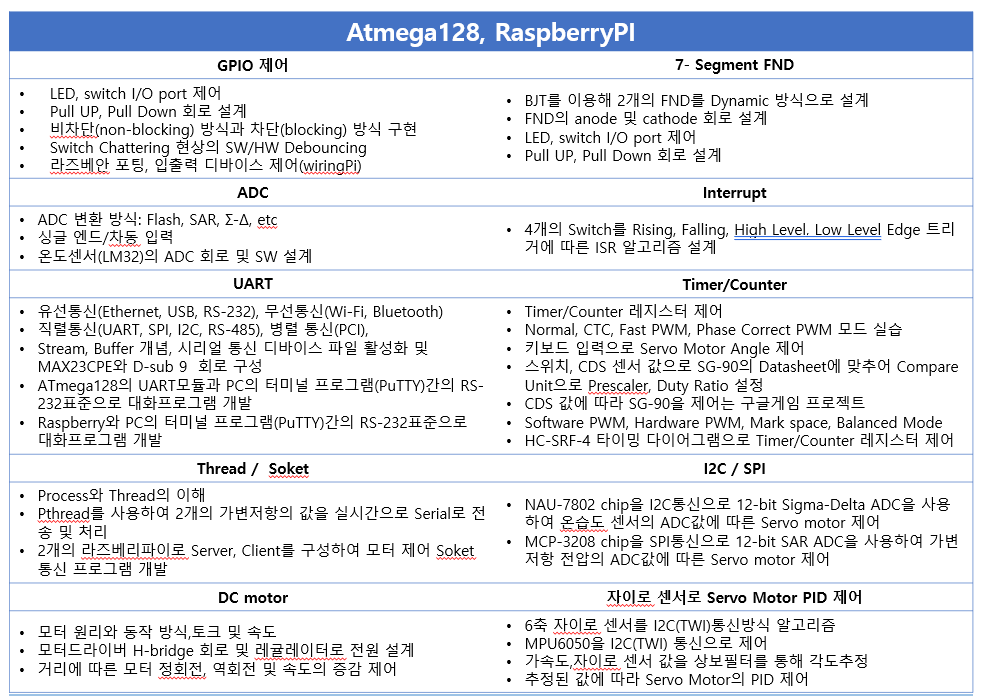 Atmega128, RaspberryPI
GPIO 제어
• LED, switch I/O port 제어
• Pull UP, Pull Down 회로 설계
• 비차단(non-blocking) 방식과 차단(blocking) 방식 구현
• Switch Chattering 현상의 SW/HW Debouncing
• 라즈베안 포팅, 입출력 디바이스 제어(wiringPi)
7- Segment FND
• BJT를 이용해 2개의 FND를 Dynamic 방식으로 설계
• FND의 anode 및 cathode 회로 설계
• LED, switch I/O port 제어
• Pull UP, Pull Down 회로 설계
ADC
• ADC 변환 방식: Flash, SAR, Σ-Δ, etc
• 싱글 엔드/차동 입력
• 온도센서(LM32)의 ADC 회로 및 SW 설계
Interrupt
• 4개의 Switch를 Rising, Falling, High Level. Low Level Edge 트리
거에 따른 ISR 알고리즘 설계
UART
• 유선통신(Ethernet, USB, RS-232), 무선통신(Wi-Fi, Bluetooth)
• 직렬통신(UART, SPI, I2C, RS-485), 병렬 통신(PCI),
• Stream, Buffer 개념, 시리얼 통신 디바이스 파일 활성화 및
MAX23CPE와 D-sub 9 회로 구성
• ATmega128의 UART모듈과 PC의 터미널 프로그램(PuTTY)간의 RS-
232표준으로 대화프로그램 개발
• Raspberry와 PC의 터미널 프로그램(PuTTY)간의 RS-232표준으로
대화프로그램 개발
Timer/Counter
• Timer/Counter 레지스터 제어
• Normal, CTC, Fast PWM, Phase Correct PWM 모드 실습
• 키보드 입력으로 Servo Motor Angle 제어
• 스위치, CDS 센서 값으로 SG-90의 Datasheet에 맞추어 Compare
Unit으로 Prescaler, Duty Ratio 설정
• CDS 값에 따라 SG-90을 제어는 구글게임 프로젝트
• Software PWM, Hardware PWM, Mark space, Balanced Mode
• HC-SRF-4 타이밍 다이어그램으로 Timer/Counter 레지스터 제어
Thread / Soket
• Process와 Thread의 이해
• Pthread를 사용하여 2개의 가변저항의 값을 실시간으로 Serial로 전
송 및 처리
• 2개의 라즈베리파이로 Server, Client를 구성하여 모터 제어 Soket
통신 프로그램 개발
I2C / SPI
• NAU-7802 chip을 I2C통신으로 12-bit Sigma-Delta ADC을 사용
하여 온습도 센서의 ADC값에 따른 Servo motor 제어
• MCP-3208 chip을 SPI통신으로 12-bit SAR ADC을 사용하여 가변
저항 전압의 ADC값에 따른 Servo motor 제어
DC motor
• 모터 원리와 동작 방식,토크 및 속도
• 모터드라이버 H-bridge 회로 및 레귤레이터로 전원 설계
• 거리에 따른 모터 정회전, 역회전 및 속도의 증감 제어
자이로 센서로 Servo Motor PID 제어
• 6축 자이로 센서를 I2C(TWI)통신방식 알고리즘
• MPU6050을 I2C(TWI) 통신으로 제어
• 가속도,자이로 센서 값을 상보필터를 통해 각도추정
• 추정된 값에 따라 Servo Motor의 PID 제어